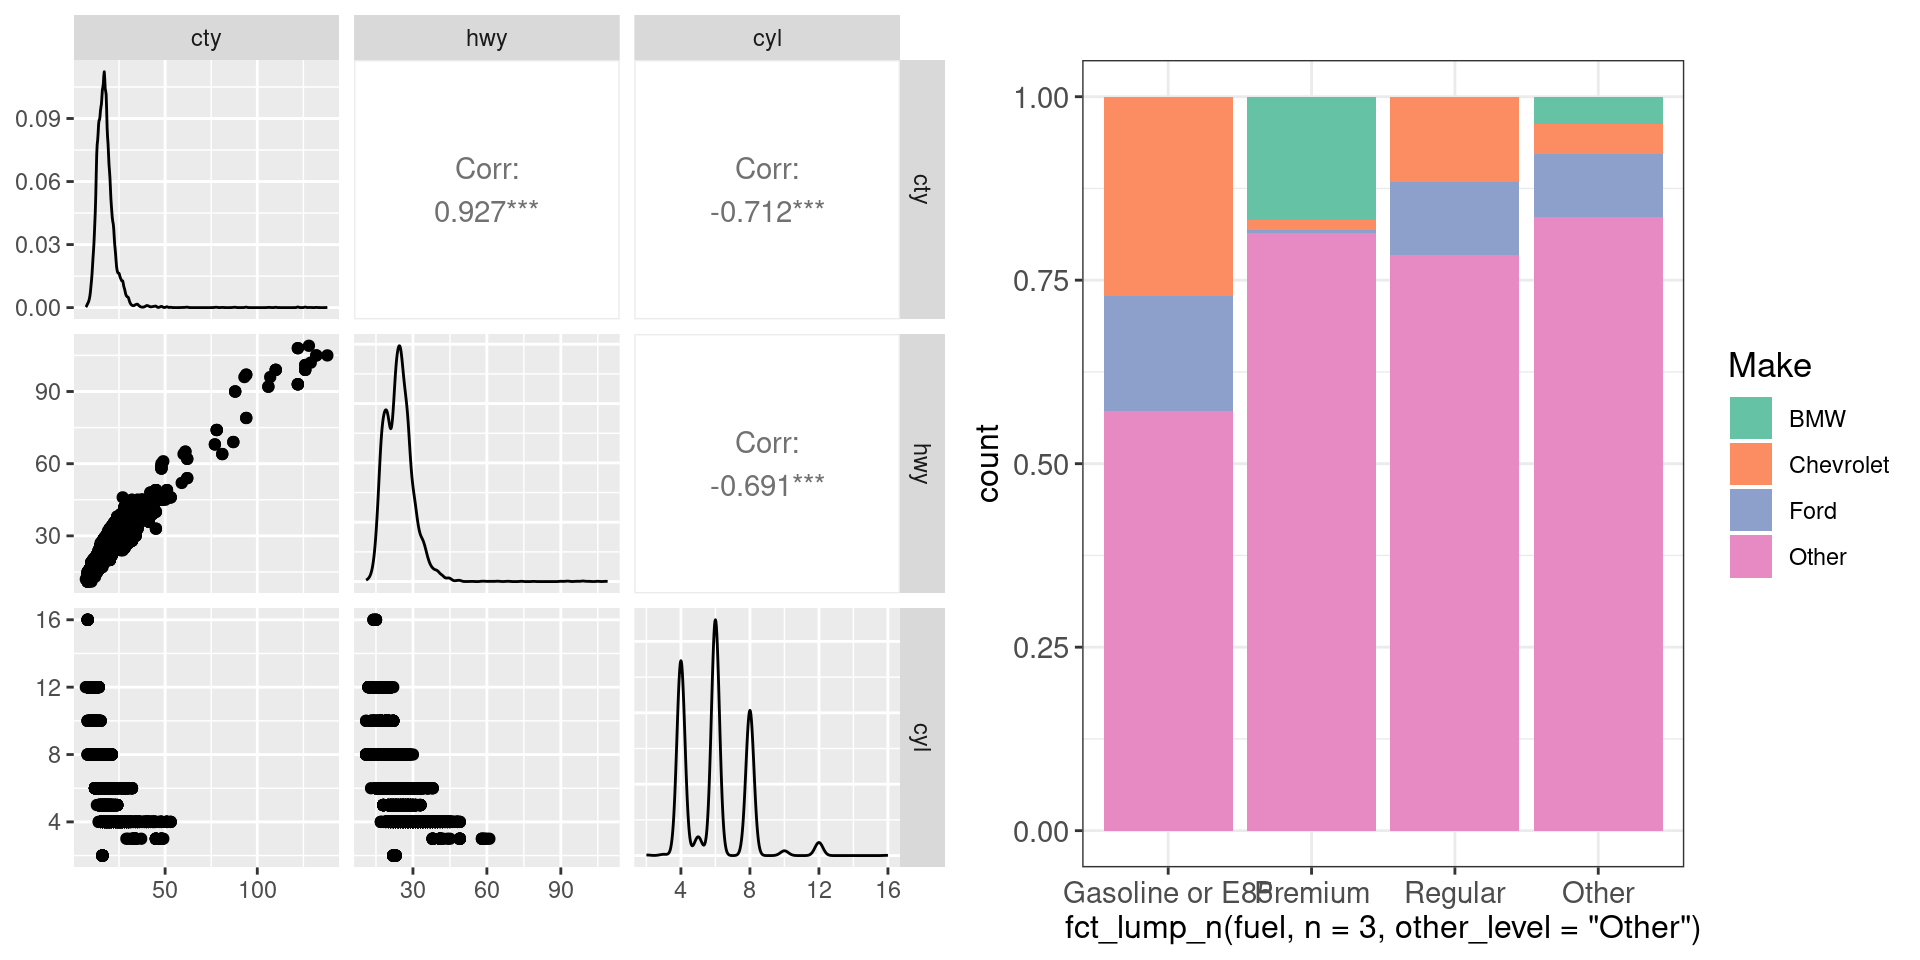 cty
hwy
cyl
0.09
0.06
0.03
0.00
Corr:
0.927***
Corr:
-0.712***
cty
90
60
30
Corr:
-0.691***
hwy
16
12
8
4
cyl
50
100
30
60
90
4
8
12
16
1.00
0.75
0.50
0.25
0.00
count
Gasoline or E85
Premium
Regular
Other
fct_lump_n(fuel, n = 3, other_level = "Other")
Make
BMW
Chevrolet
Ford
Other